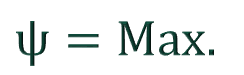 ψ = Max.